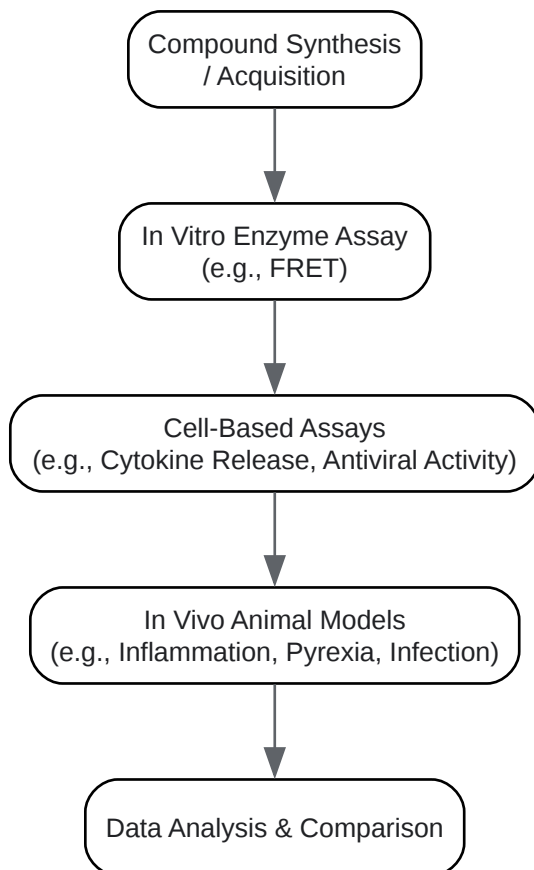 Compound Synthesis
/ Acquisition
In Vitro Enzyme Assay
(e.g., FRET)
Cell-Based Assays
(e.g., Cytokine Release, Antiviral Activity)
In Vivo Animal Models
(e.g., Inflammation, Pyrexia, Infection)
Data Analysis & Comparison